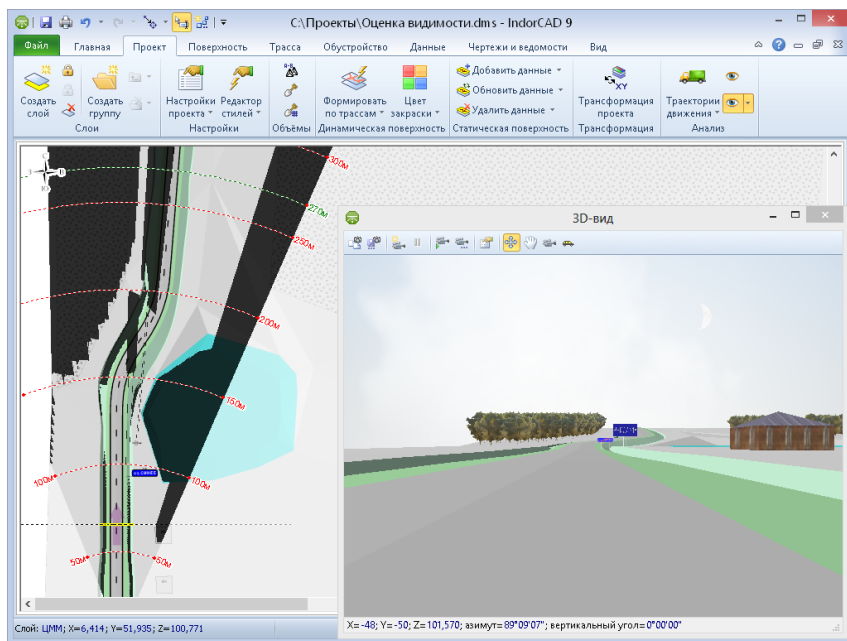 C:\Проекты\Оценка видимости.dms - IndorCAD 9
Файл Главная Проект Поверхность Трасса Обустройство Данные Чертежи и ведомости Вид
Создать слой
Создать группу
Слои
Настройки проекта
Редактор стилей
Настройки
Объёмы
Формировать по трассам
Цвет закраски
Динамическая поверхность
Добавить данные
Обновить данные
Удалить данные
Статическая поверхность
XY
Трансформация проекта
Трансформация
Траектории движения
Анализ
300м
270м
250м
200м
150м
100м
100м
50м
50м
3D-вид
X=-48; Y=-50; Z=101,570; азимут=89°09'07"; вертикальный угол=0°00'00"
Слой: ЦММ; X=6,414; Y=51,935; Z=100,771